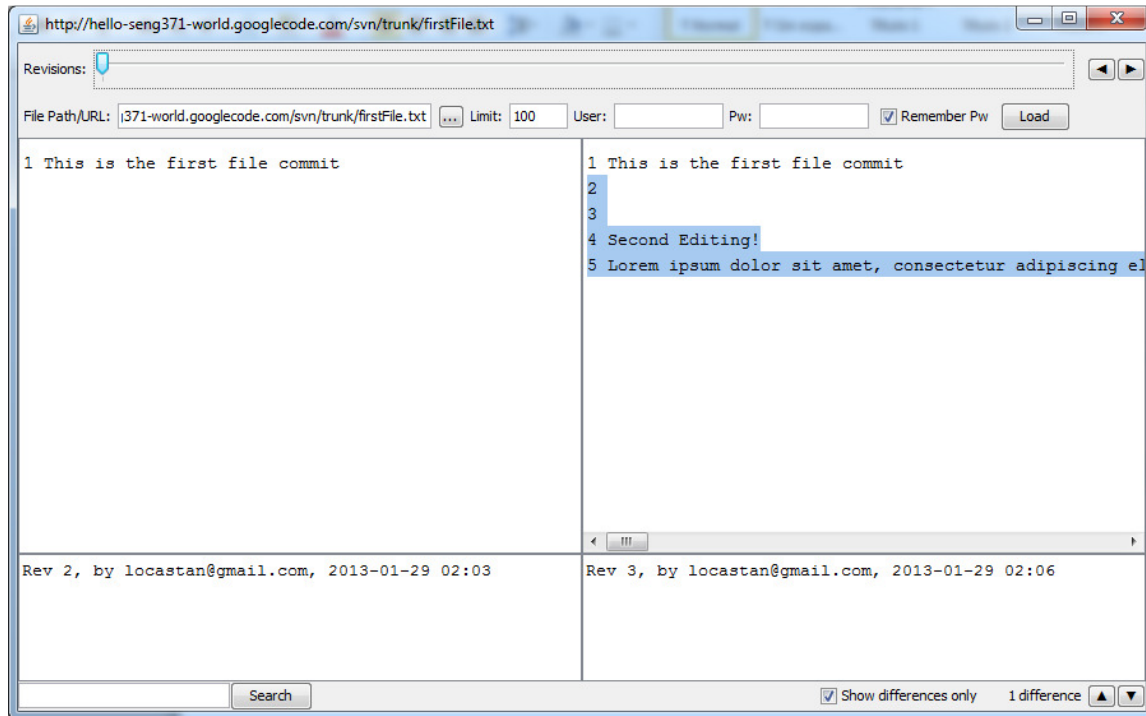 http://hello-seng371-world.googlecode.com/svn/trunk/firstFile.txt
Revisions:
File Path/URL: 371-world.googlecode.com/svn/trunk/firstFile.txt ... Limit: 100 User: Pw: Remember Pw Load
1 This is the first file commit
1 This is the first file commit
2
3
4 Second Editing!
5 Lorem ipsum dolor sit amet, consectetur adipiscing el
Rev 2, by locastan@gmail.com, 2013-01-29 02:03
Rev 3, by locastan@gmail.com, 2013-01-29 02:06
Search Show differences only 1 difference